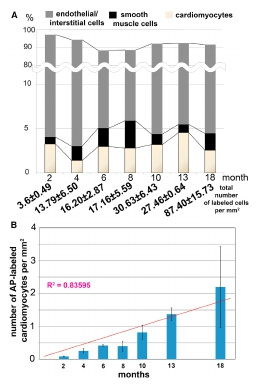 A
%
endothelial/ interstitial cells
smooth muscle cells
cardiomyocytes
100
90
80
10
5
0
2 4 6 8 10 13 18 month
3.6±0.49 13.79±6.50 16.20±2.87 17.16±5.59 30.63±6.43 27.46±0.64 87.40±15.73
total number of labeled cells per mm²
B
number of AP-labeled cardiomyocytes per mm²
4
3
2
1
0
R² = 0.83595
2 4 6 8 10 13 18
months